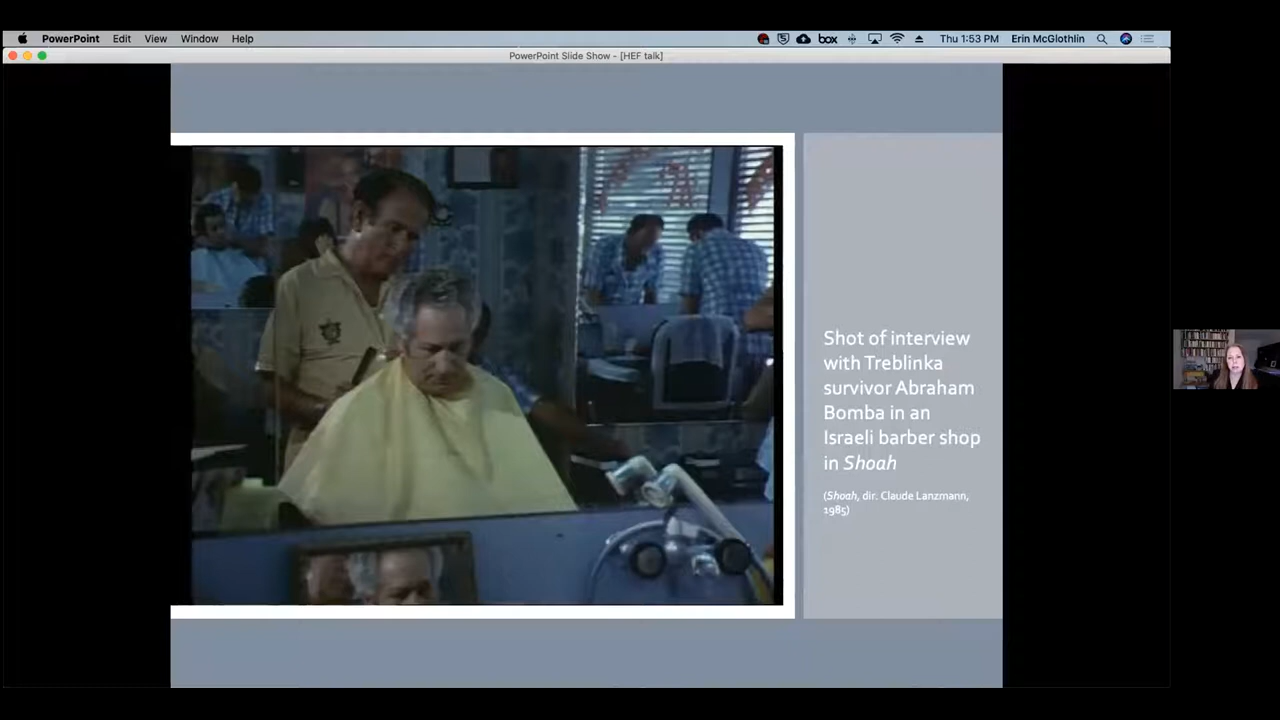 PowerPoint Edit View Window Help box Thu 1:53 PM Erin McGlothlin
PowerPoint Slide Show - [HEF talk]
Shot of interview
with Treblinka
survivor Abraham
Bomba in an
Israeli barber shop
in Shoah
(Shoah, dir. Claude Lanzmann,
1985)